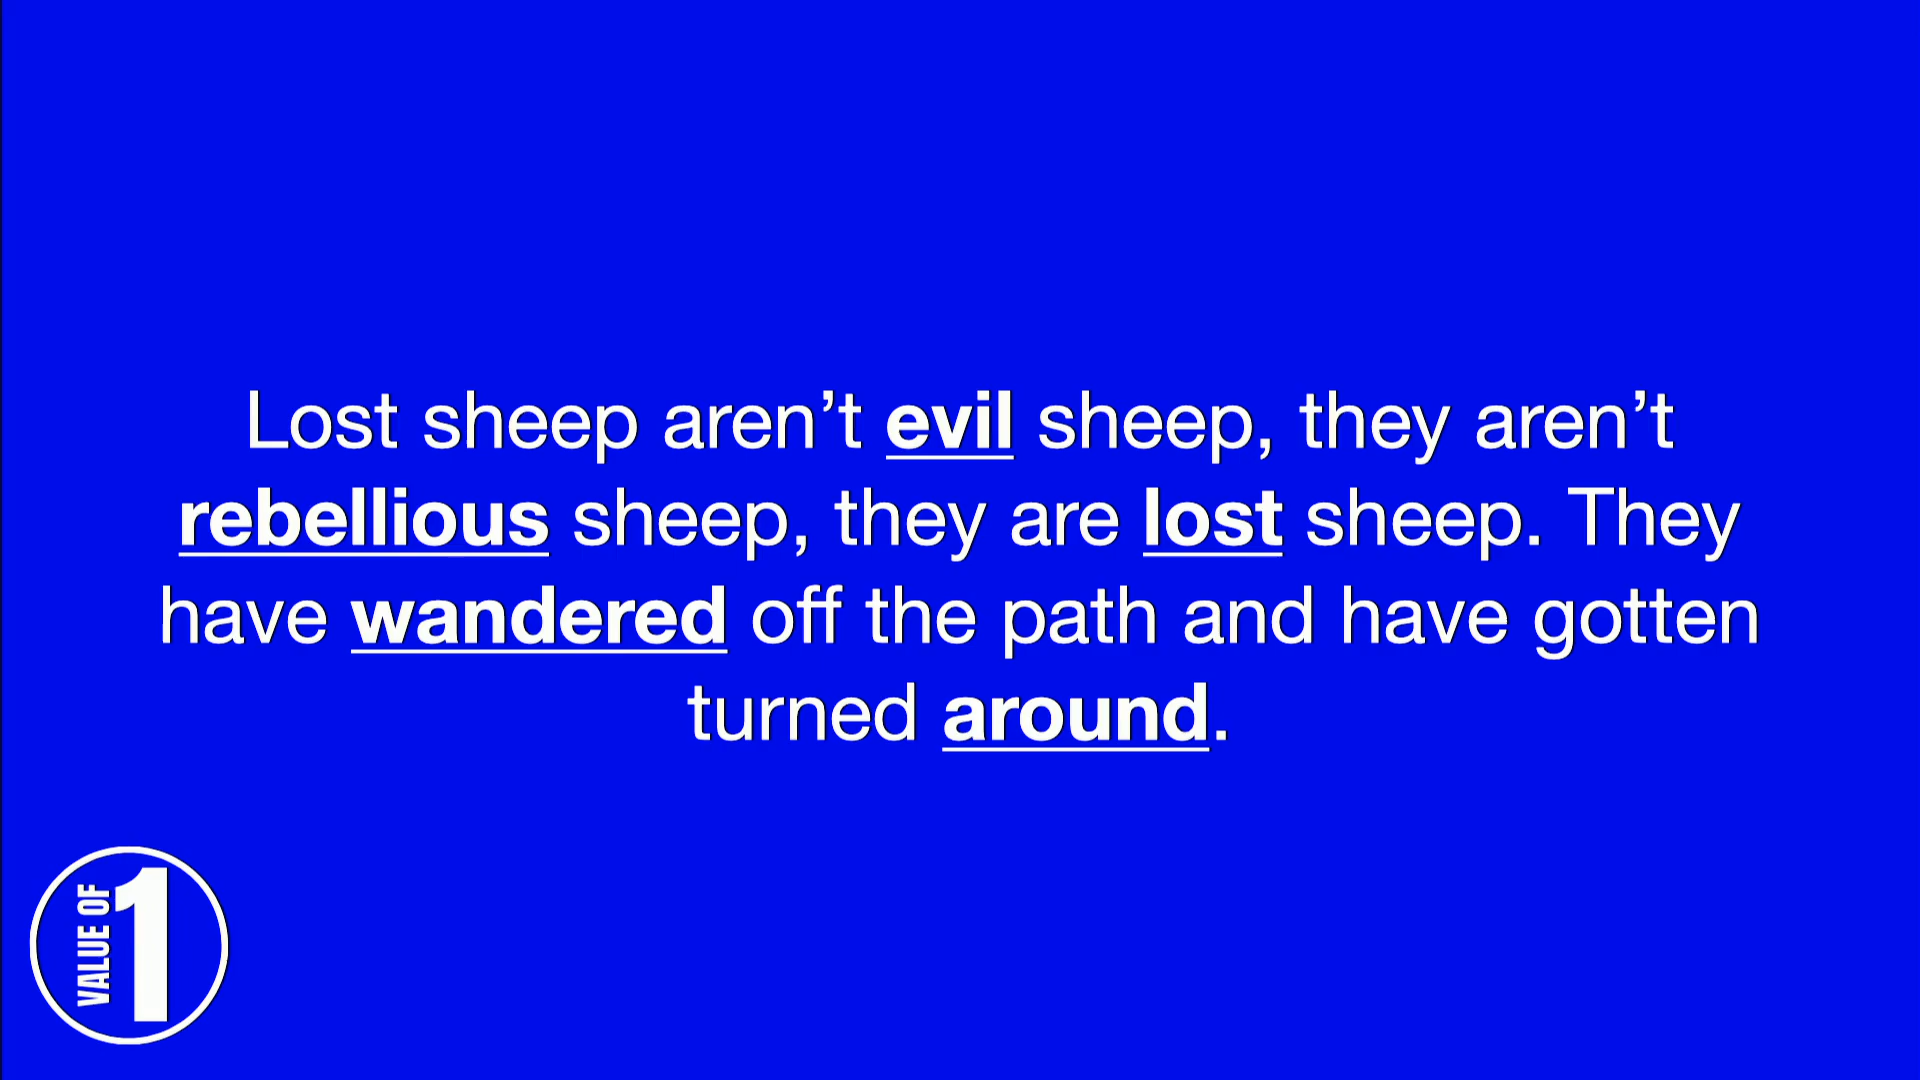 Lost sheep aren’t evil sheep, they aren’t
rebellious sheep, they are lost sheep. They
have wandered off the path and have gotten
turned around.
VALUE OF
1